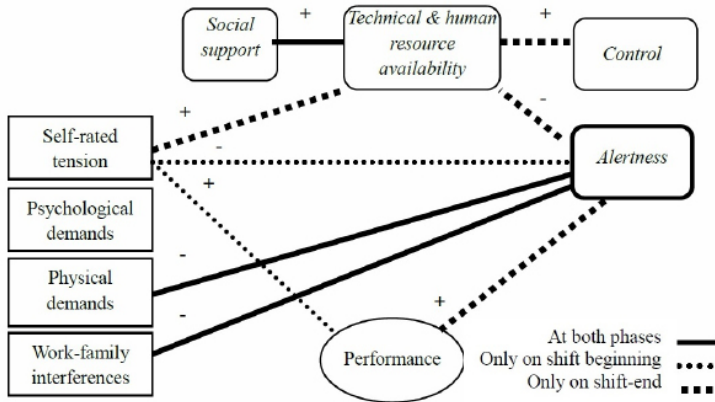 +
+
Social
support
Technical & human
resource
availability
Control
+
-
-
+
Self-rated
tension
Alertness
Psychological
demands
-
Physical
demands
-
+
Work-family
interferences
Performance
At both phases
Only on shift beginning
Only on shift-end